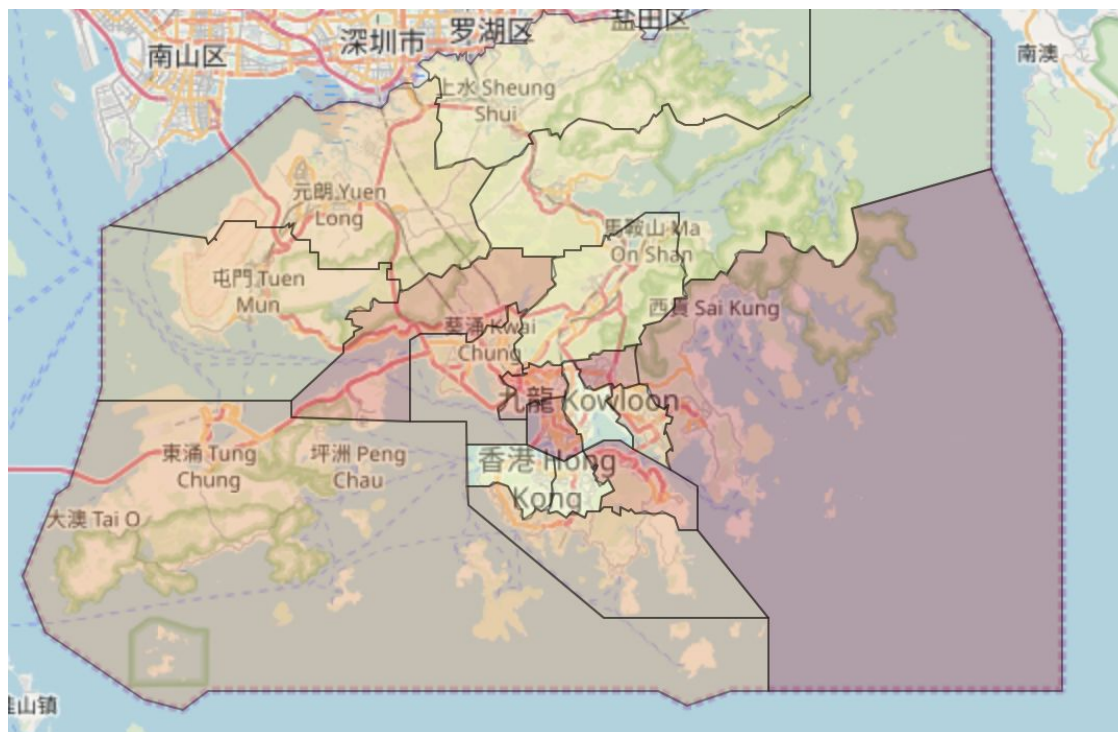 罗湖区
盐田区
深圳市
南山区
南澳
上水 Sheung
Shui
元朗 Yuen
Long
馬鞍山 Ma
On Shan
屯門 Tuen
Mun
西貢 Sai Kung
葵涌 Kwai
Chung
九龍 Kowloon
東涌 Tung
Chung
坪洲 Peng
Chau
香港 Hong
Kong
大澳 Tai O
山镇